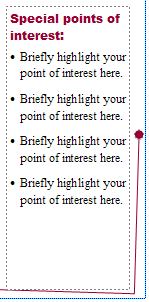 Special points of
interest:
• Briefly highlight your
point of interest here.
• Briefly highlight your
point of interest here.
• Briefly highlight your
point of interest here.
• Briefly highlight your
point of interest here.